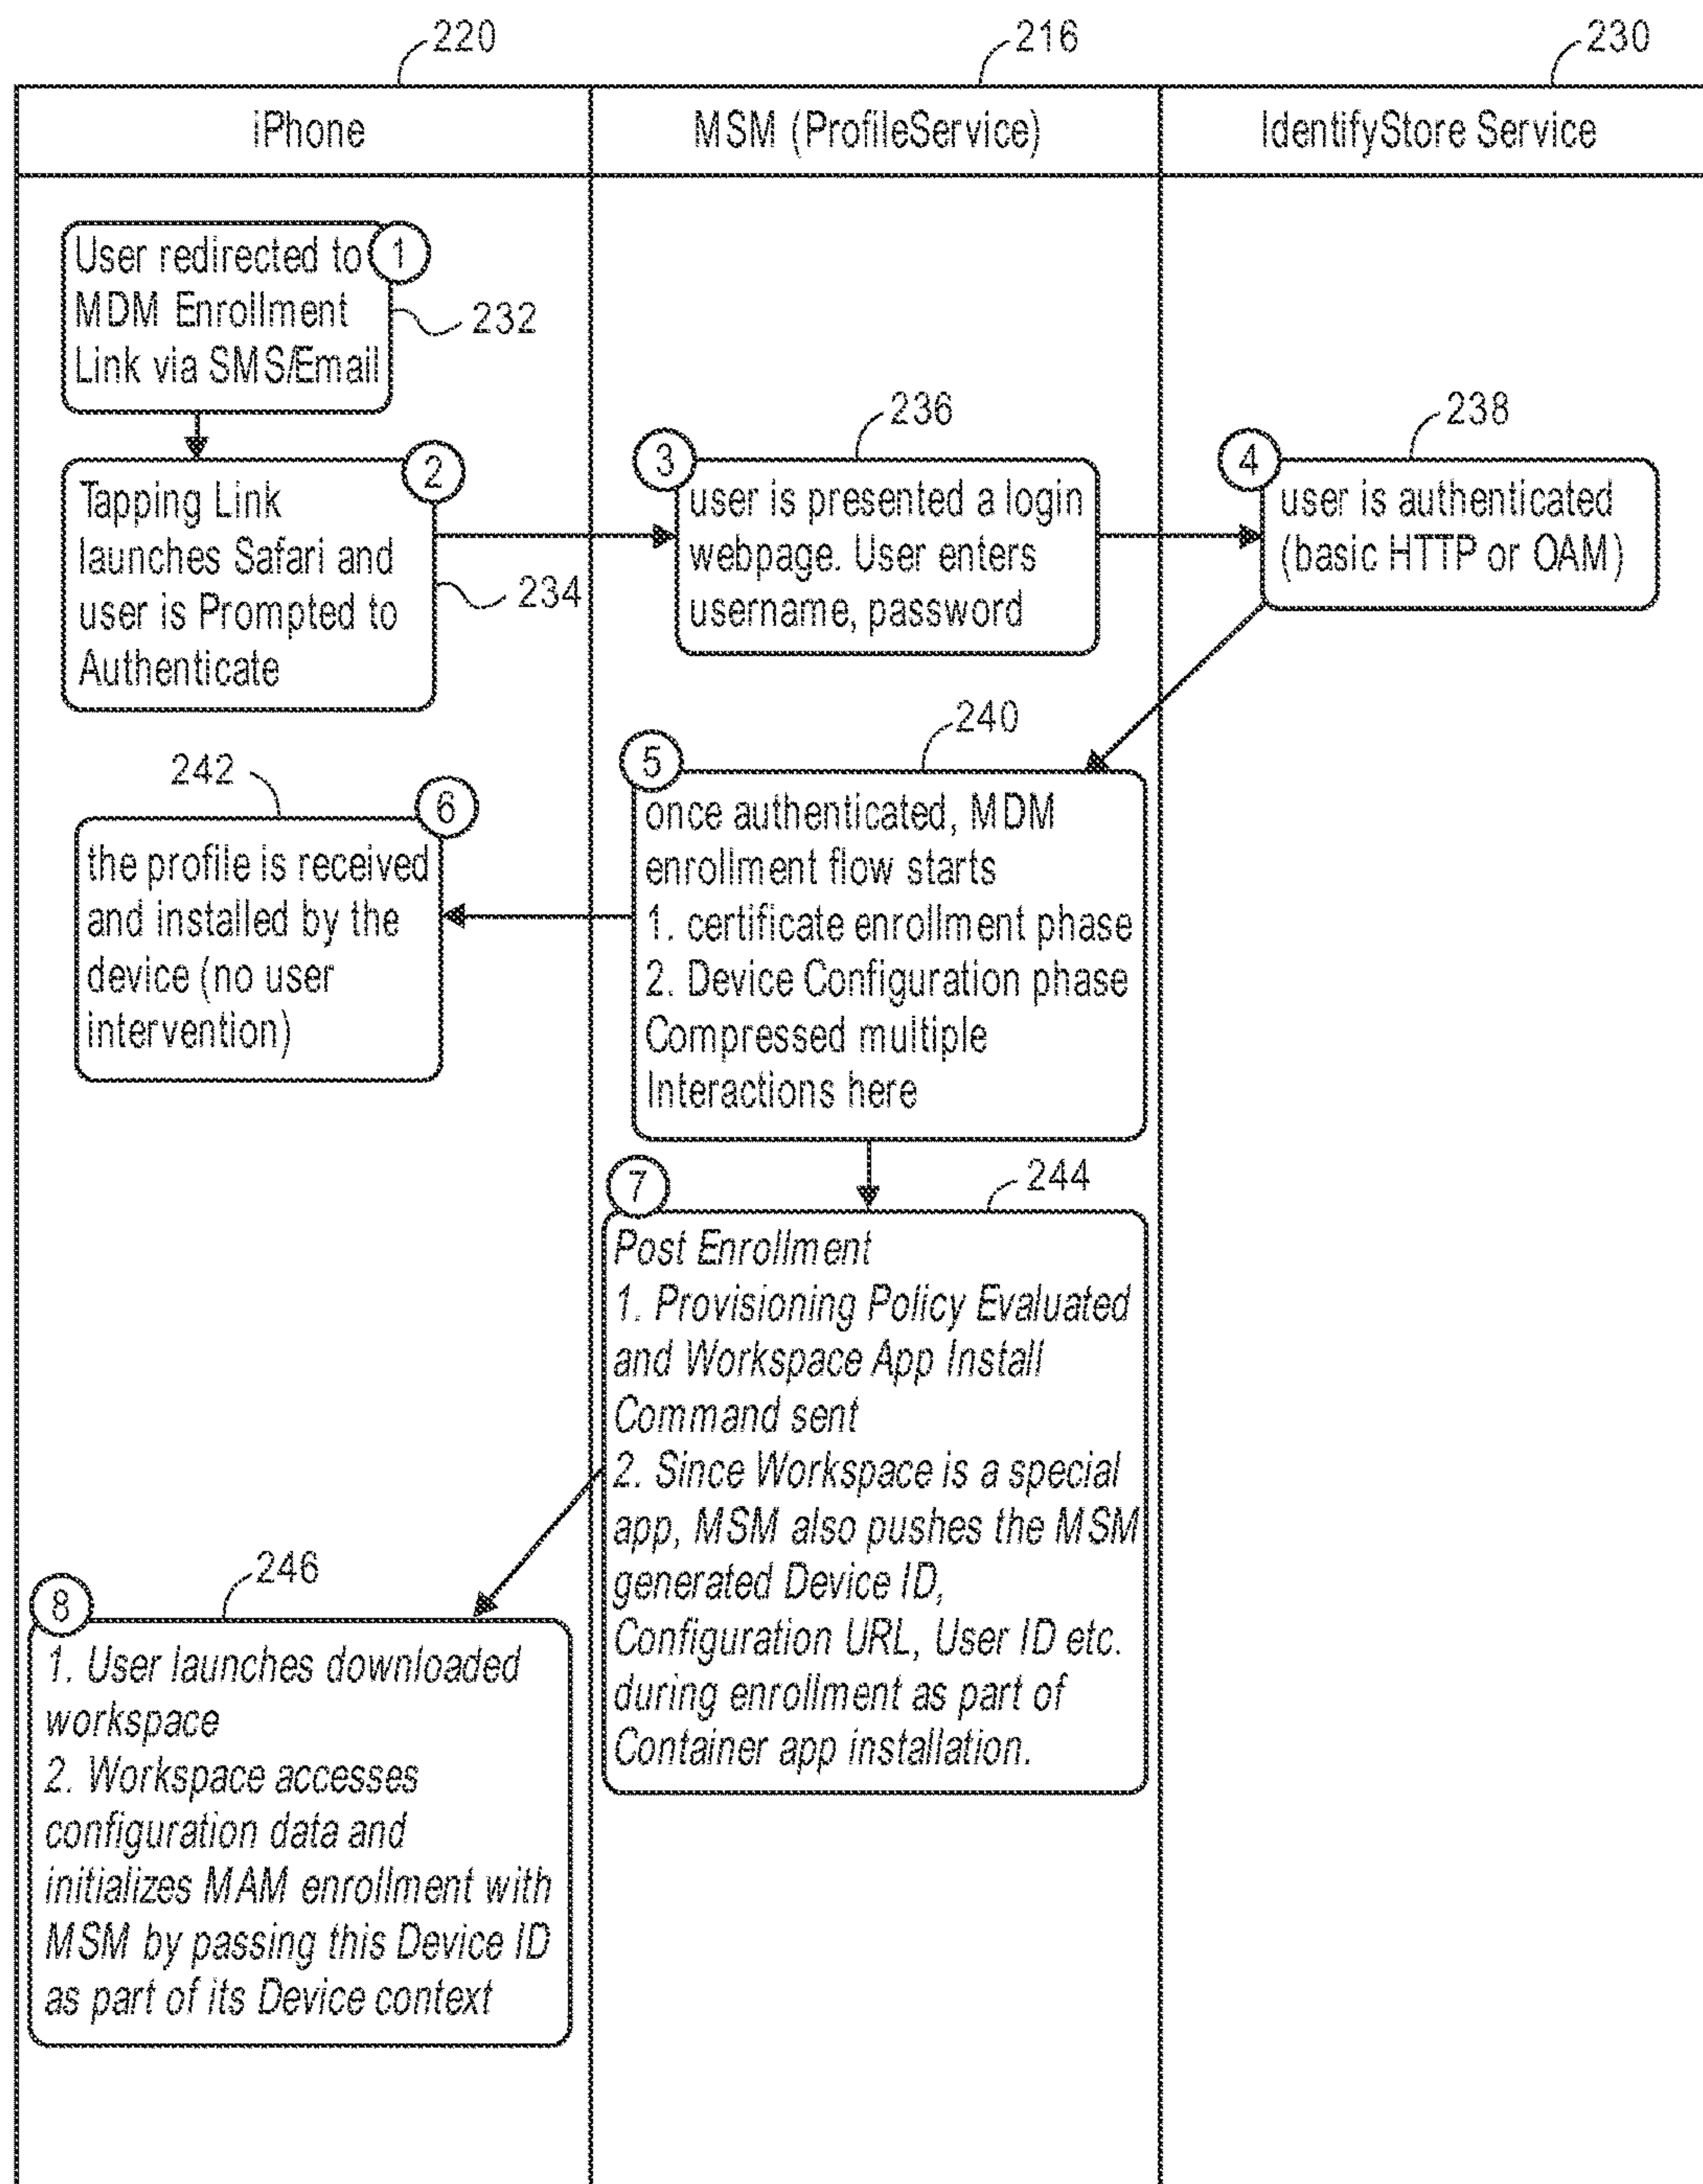 220
216
230
iPhone
MSM (ProfileService)
IdentifyStore Service
1
User redirected to
MDM Enrollment
Link via SMS/Email
232
2
Tapping Link
launches Safari and
user is Prompted to
Authenticate
234
236
3
user is presented a login
webpage. User enters
username, password
238
4
user is authenticated
(basic HTTP or OAM)
240
5
once authenticated, MDM
enrollment flow starts
1. certificate enrollment phase
2. Device Configuration phase
Compressed multiple
Interactions here
242
6
the profile is received
and installed by the
device (no user
intervention)
244
7
Post Enrollment
1. Provisioning Policy Evaluated
and Workspace App Install
Command sent
2. Since Workspace is a special
app, MSM also pushes the MSM
generated Device ID,
Configuration URL, User ID etc.
during enrollment as part of
Container app installation.
246
8
1. User launches downloaded
workspace
2. Workspace accesses
configuration data and
initializes MAM enrollment with
MSM by passing this Device ID
as part of its Device context